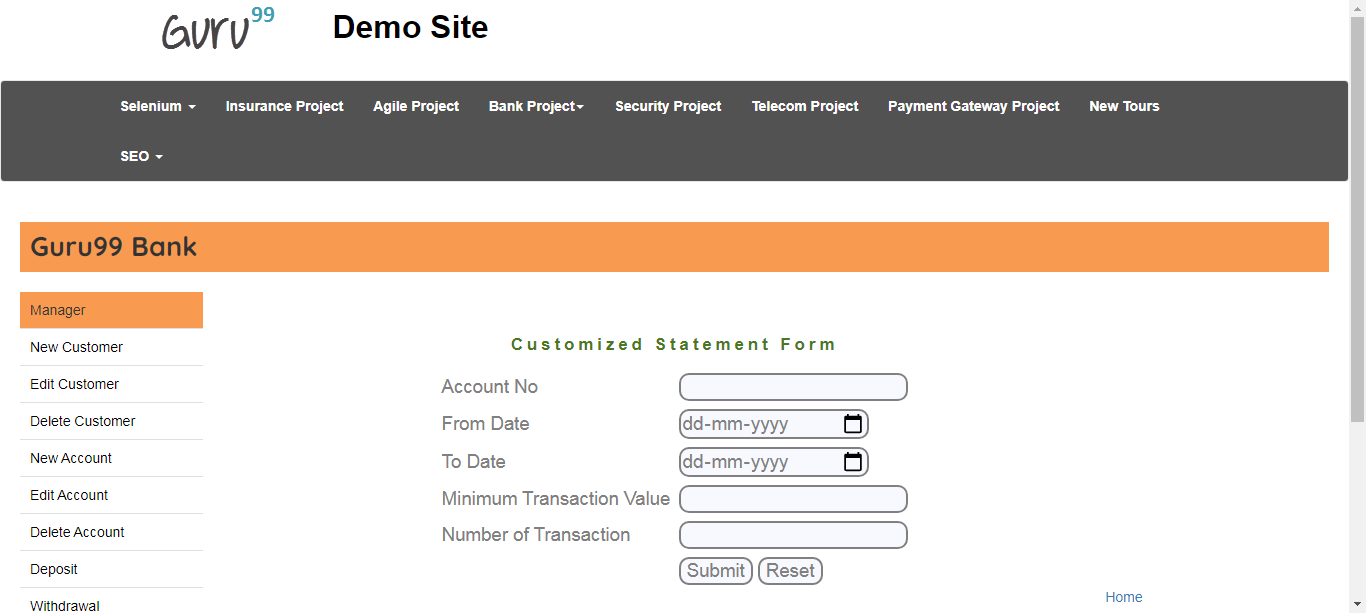 Guru99 Demo Site
Selenium Insurance Project Agile Project Bank Project Security Project Telecom Project Payment Gateway Project New Tours
SEO
Guru99 Bank
Manager
New Customer
Edit Customer
Delete Customer
New Account
Edit Account
Delete Account
Deposit
Withdrawal
Customized Statement Form
Account No
From Date dd-mm-yyyy
To Date dd-mm-yyyy
Minimum Transaction Value
Number of Transaction
Submit Reset
Home